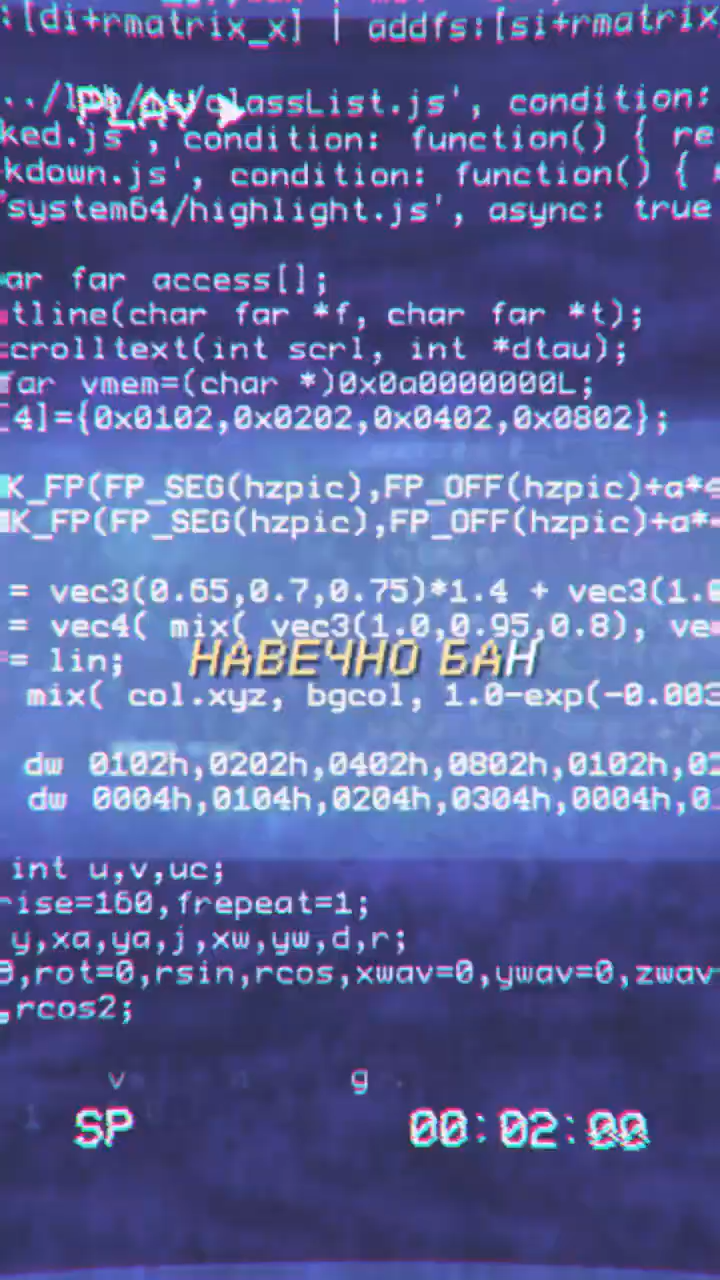 :[di+rmatrix_x] | addfs:[si+rmatrix
PLAY
classList.js', condition:
ked.js', condition: function() { re
kdown.js', condition: function() {
'system64/highlight.js', async: true
ar far access[];
tline(char far *f, char far *t);
crolltext(int scrl, int *dtau);
far vmem=(char *)0x0a0000000L;
4]={0x0102,0x0202,0x0402,0x0802};
K_FP(FP_SEG(hzpic),FP_OFF(hzpic)+a*4
K_FP(FP_SEG(hzpic),FP_OFF(hzpic)+a*
= vec3(0.65,0.7,0.75)*1.4 + vec3(1.
= vec4( mix( vec3(1.0,0.95,0.8), ve
= lin;
НАВЕЧНО БАН
mix( col.xyz, bgcol, 1.0-exp(-0.003
dw 0102h,0202h,0402h,0802h,0102h,02
dw 0004h,0104h,0204h,0304h,0004h,0
int u,v,uc;
rise=160,frepeat=1;
y,xa,ya,j,xw,yw,d,r;
,rot=0,rsin,rcos,xwav=0,ywav=0,zwav
,rcos2;
v g
SP 00:02:00